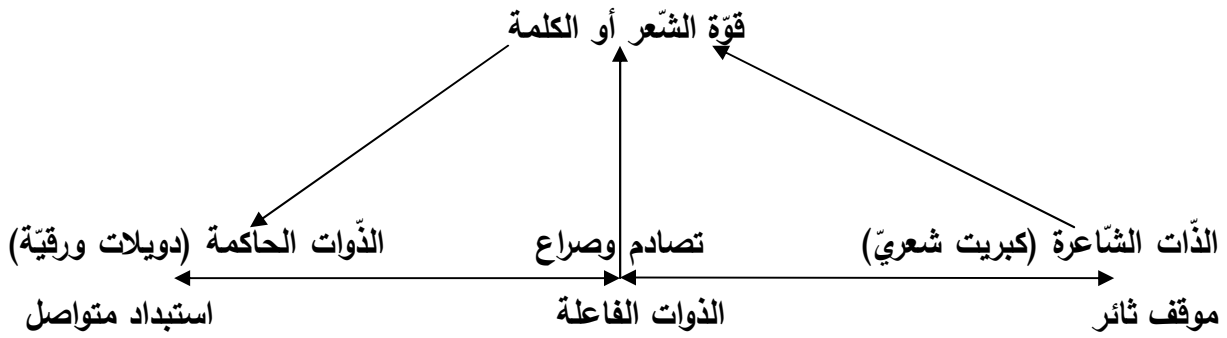 قوّة الشّعر أو الكلمة
الذّات الشّاعرة (كبريت شعريّ) تصادم وصراع الذّوات الحاكمة (دويلات ورقيّة)
موقف ثائر الذوات الفاعلة استبداد متواصل